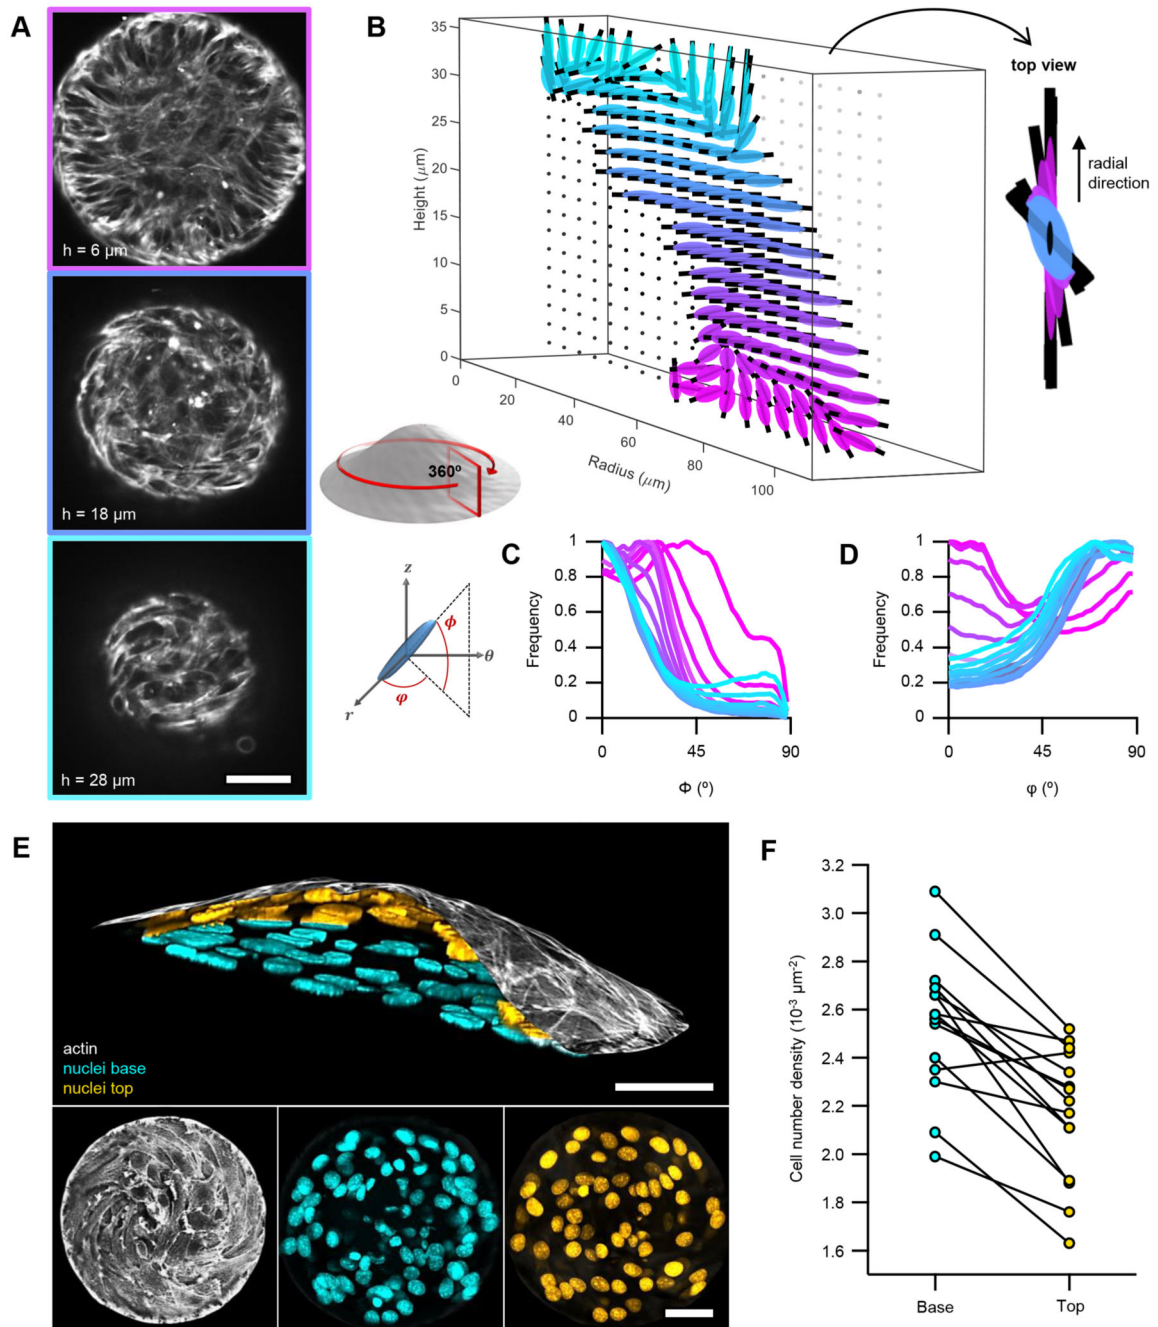 A
h = 6 µm
h = 18 µm
h = 28 µm
B
Height (µm)
35
30
25
20
15
10
5
0
0
20
40
60
80
100
Radius (µm)
top view
radial
direction
360º
z
ϕ
θ
φ
r
C
Frequency
1
0.8
0.6
0.4
0.2
0
0
45
90
Φ (º)
D
Frequency
1
0.8
0.6
0.4
0.2
0
0
45
90
φ (º)
E
actin
nuclei base
nuclei top
F
Cell number density (10⁻³ µm⁻²)
3.2
3.0
2.8
2.6
2.4
2.2
2.0
1.8
1.6
Base
Top